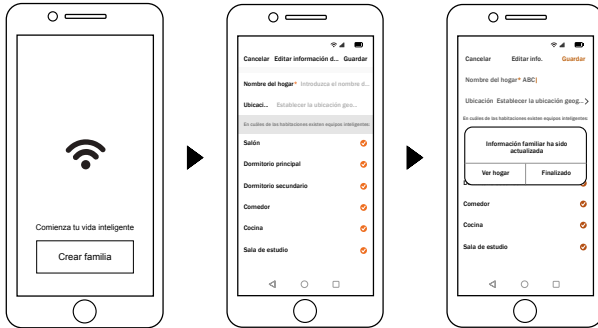 Comienza tu vida inteligente
Crear familia
Cancelar Editar información d... Guardar
Nombre del hogar* Introduzca el nombre d...
Ubicaci... Establecer la ubicación geo...
En cuáles de las habitaciones existen equipos inteligentes:
Salón
Dormitorio principal
Dormitorio secundario
Comedor
Cocina
Sala de estudio
Cancelar Editar info. Guardar
Nombre del hogar* ABC
Ubicación Establecer la ubicación geog...
En cuáles de las habitaciones existen equipos inteligentes:
Información familiar ha sido
actualizada
Ver hogar Finalizado
Comedor
Cocina
Sala de estudio